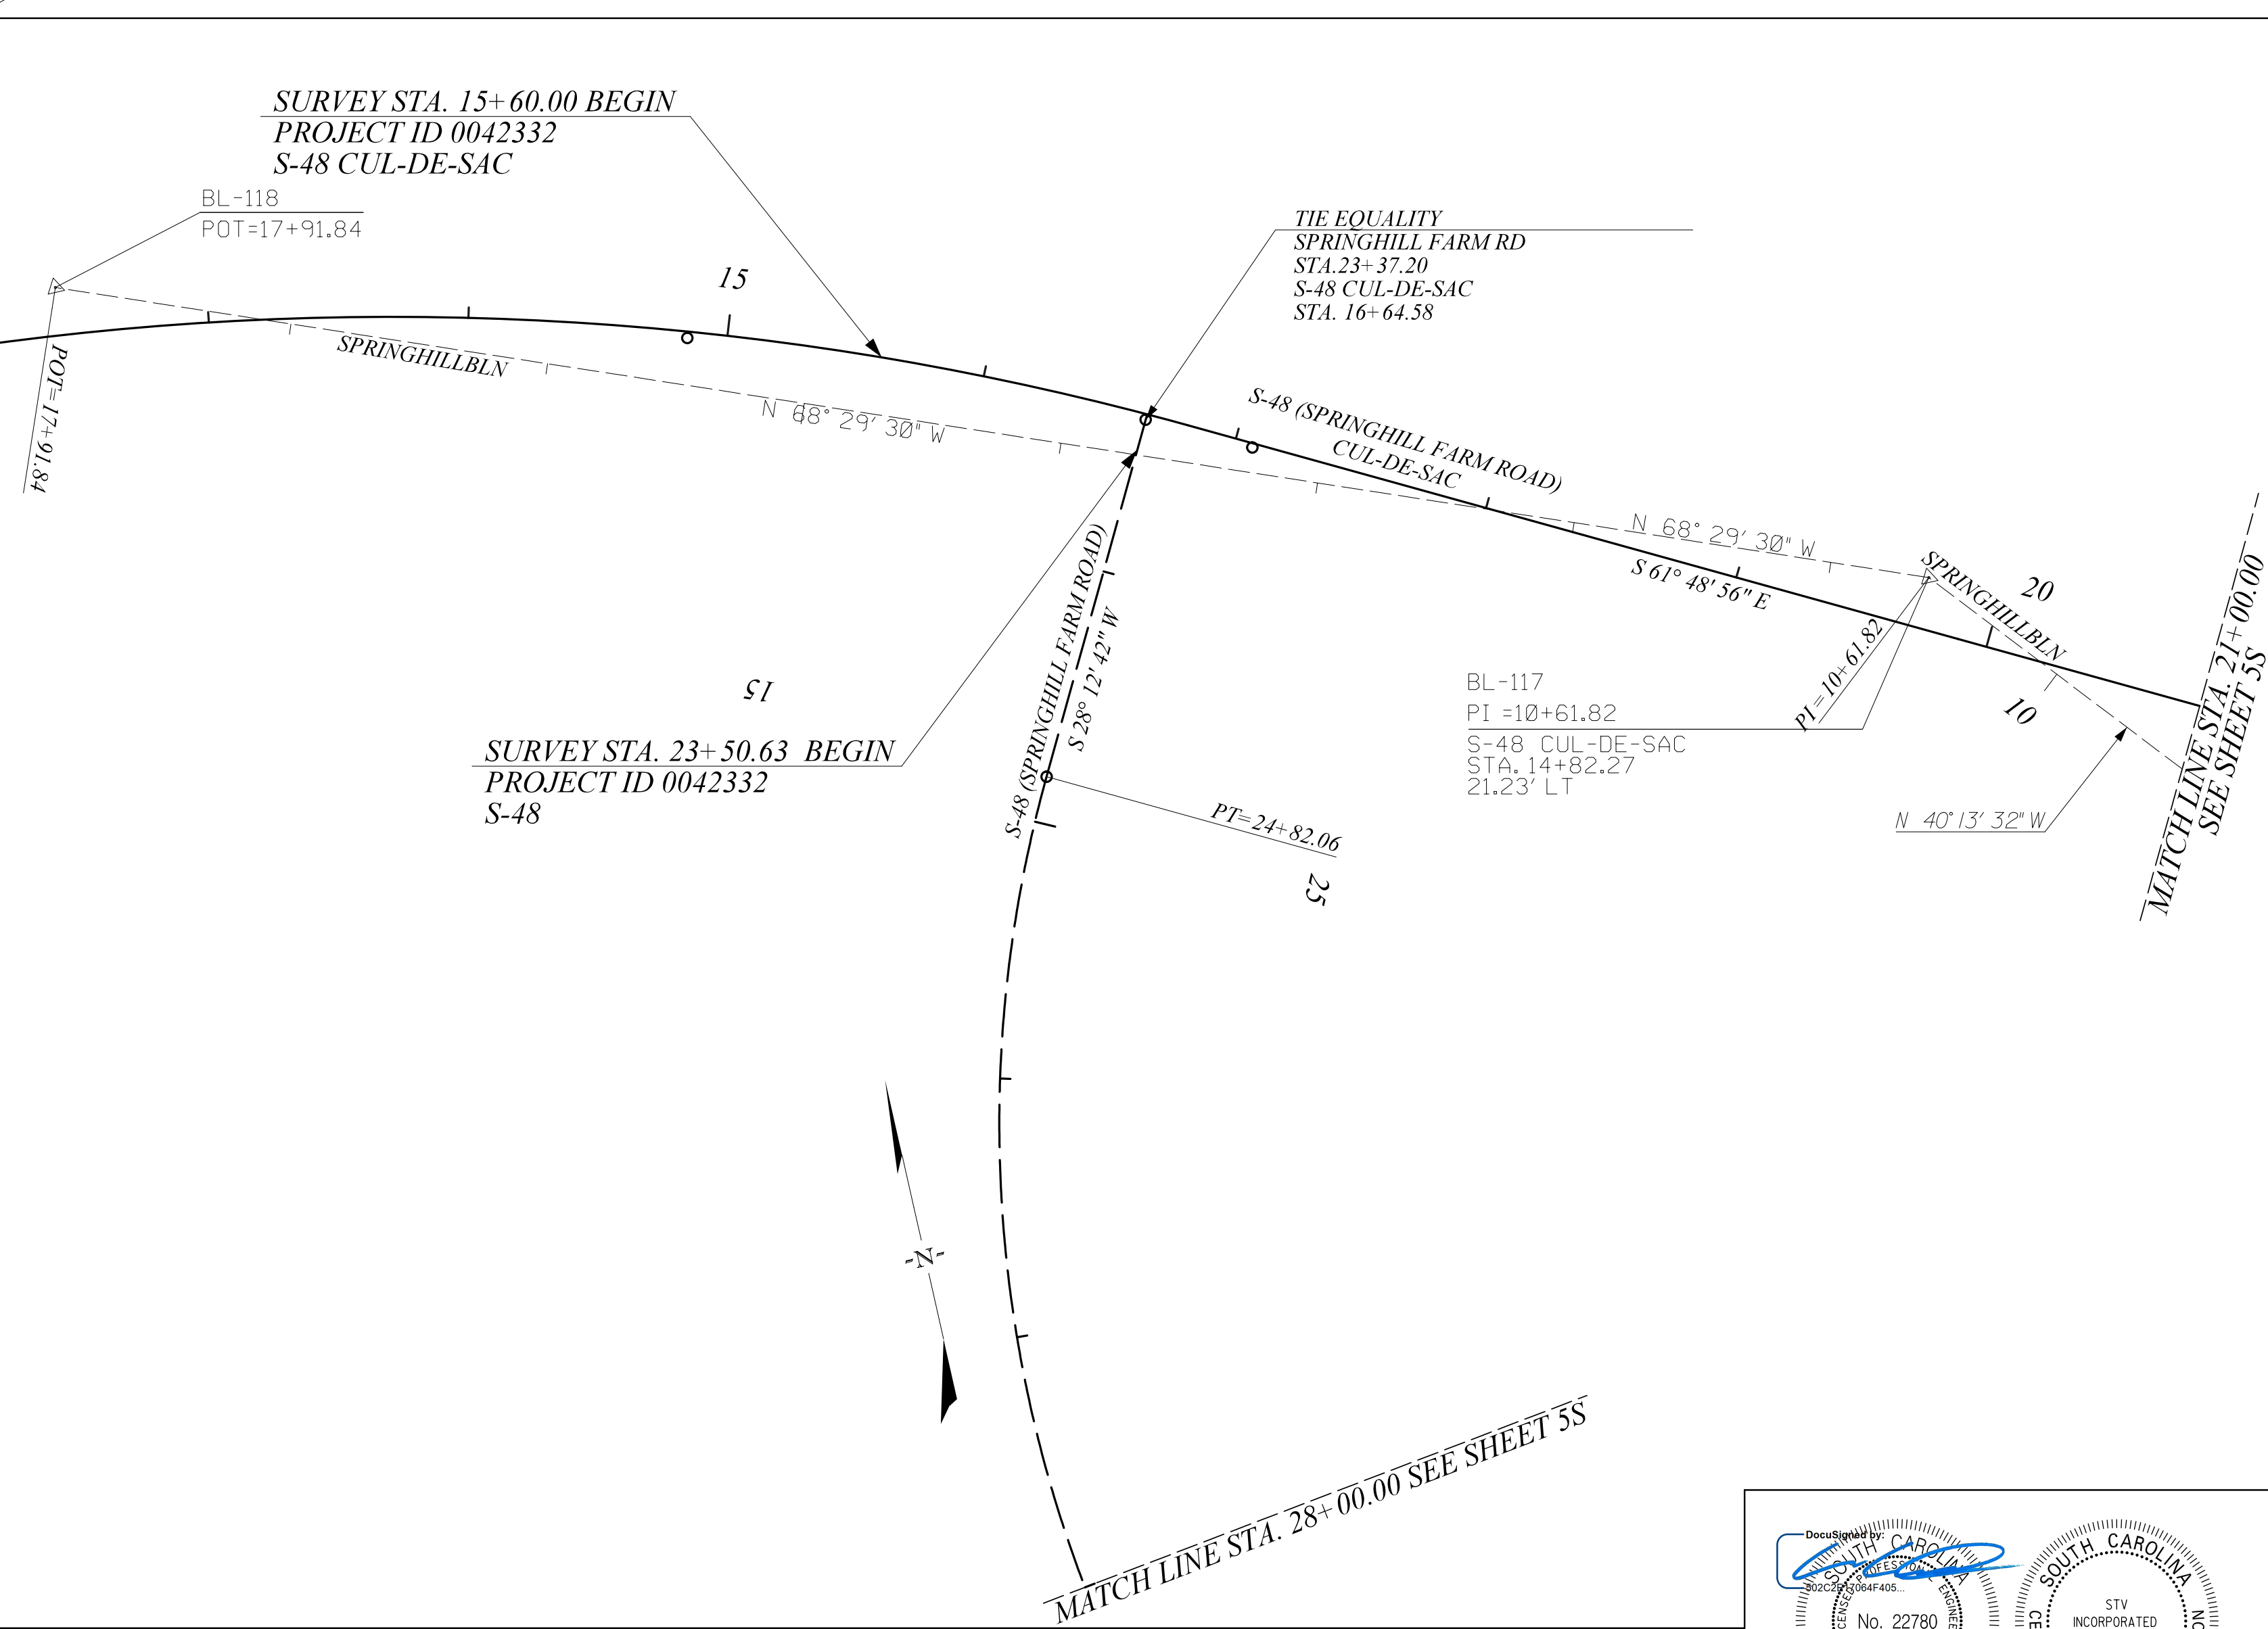 SURVEY STA. 15+60.00 BEGIN
PROJECT ID 0042332
S-48 CUL-DE-SAC
BL-118
POT=17+91.84
POT=17+91.84
15
SPRINGHILLBLN
N 68° 29' 30" W
TIE EQUALITY
SPRINGHILL FARM RD
STA.23+37.20
S-48 CUL-DE-SAC
STA. 16+64.58
S-48 (SPRINGHILL FARM ROAD)
CUL-DE-SAC
N 68° 29' 30" W
S 61° 48' 56" E
SPRINGHILLBLN
20
10
PI =10+61.82
MATCH LINE STA. 21+00.00
SEE SHEET 5S
BL-117
PI =10+61.82
S-48 CUL-DE-SAC
STA. 14+82.27
21.23' LT
N 40°13' 32" W
15
SURVEY STA. 23+50.63 BEGIN
PROJECT ID 0042332
S-48
S-48 (SPRINGHILL FARM ROAD)
S 28° 12' 42" W
PT=24+82.06
25
-N-
MATCH LINE STA. 28+00.00 SEE SHEET 5S
DocuSigned by:
SOUTH CAROLINA
PROFESSIONAL
No. 22780
SOUTH CAROLINA
STV
INCORPORATED